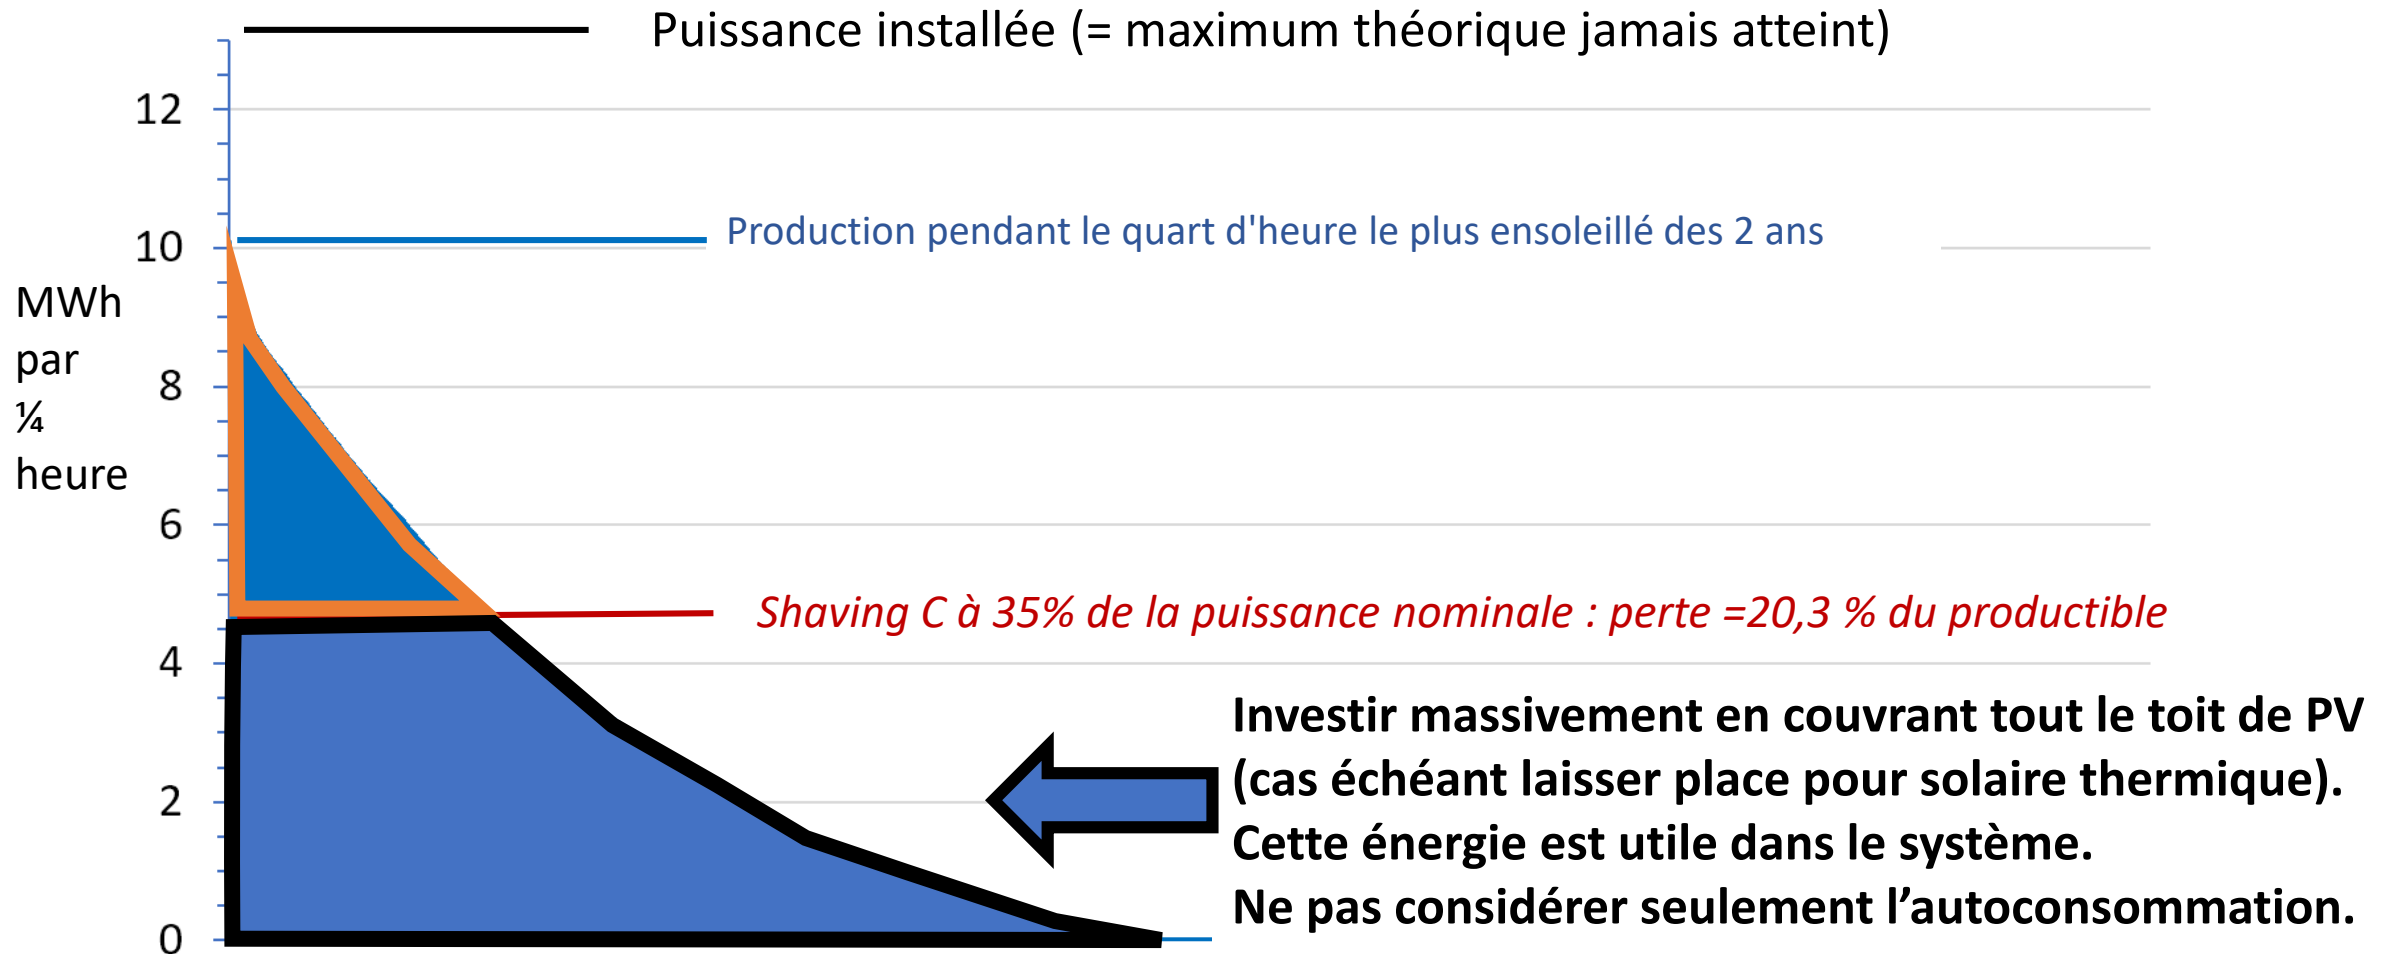 Puissance installée (= maximum théorique jamais atteint)
12
Production pendant le quart d'heure le plus ensoleillé des 2 ans
10
MWh
par
¼
heure
8
6
Shaving C à 35% de la puissance nominale : perte =20,3 % du productible
4
Investir massivement en couvrant tout le toit de PV
(cas échéant laisser place pour solaire thermique).
Cette énergie est utile dans le système.
Ne pas considérer seulement l’autoconsommation.
2
0